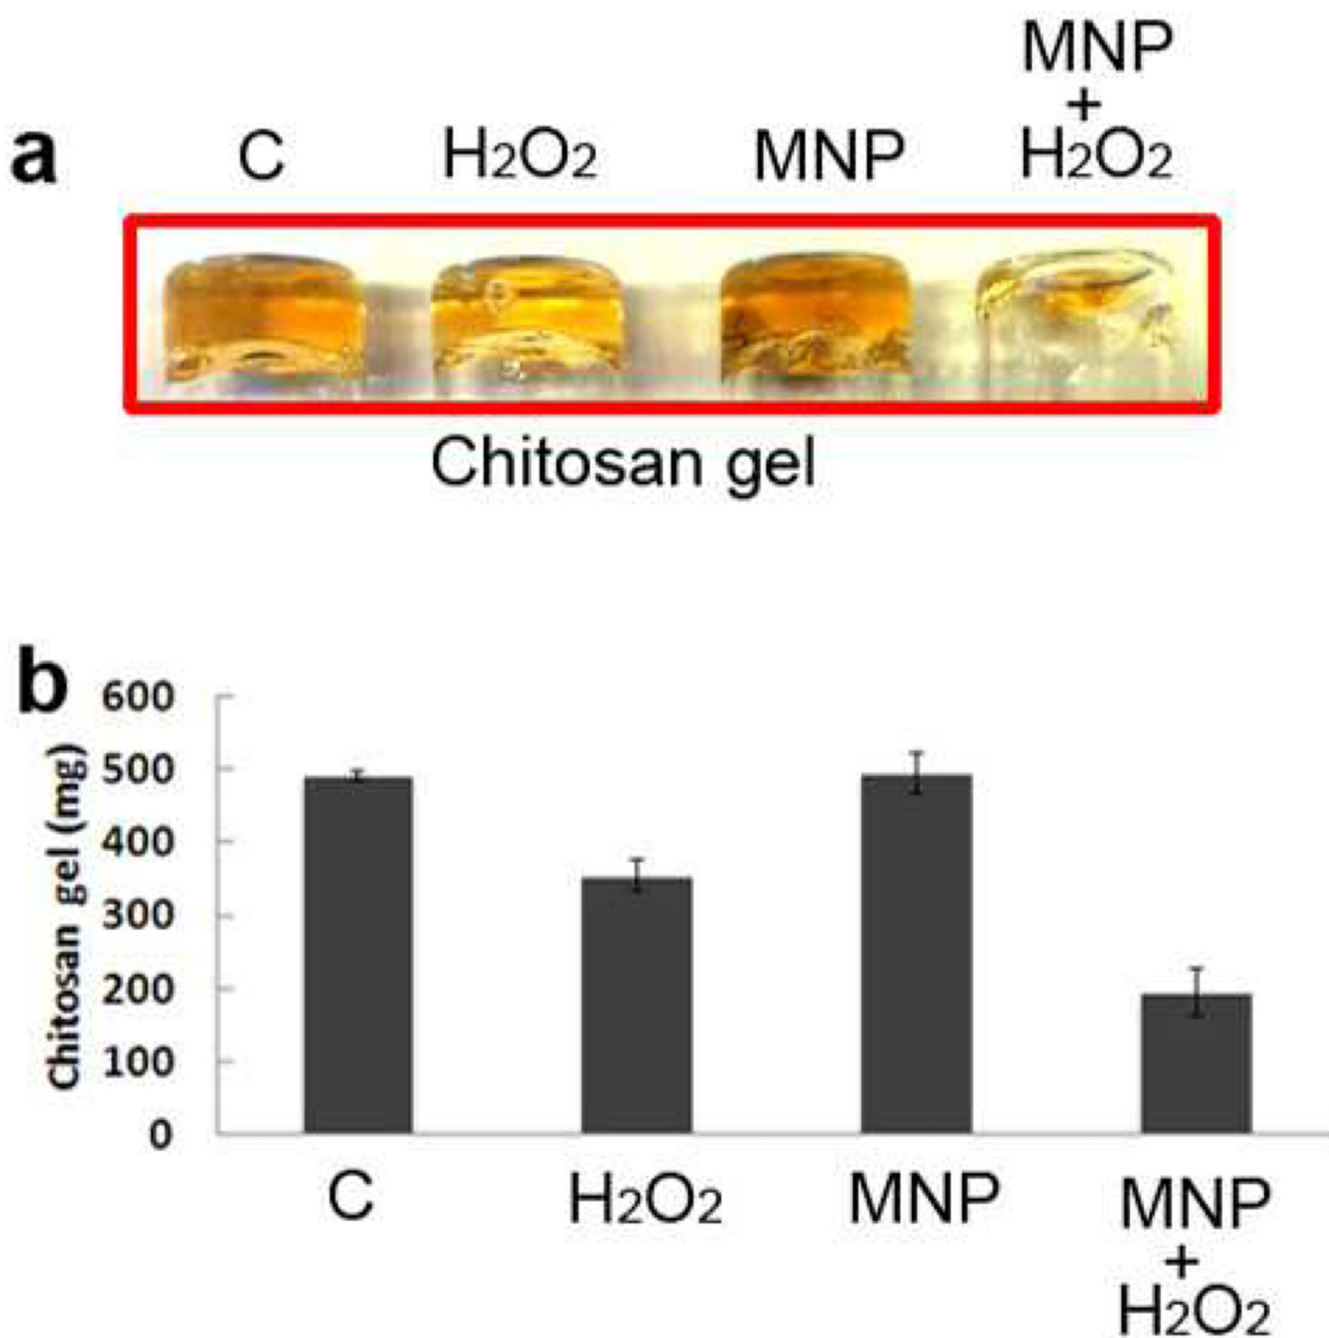 a
C
H2O2
MNP
MNP
+
H2O2
Chitosan gel
b
Chitosan gel (mg)
600
500
400
300
200
100
0
C
H2O2
MNP
MNP
+
H2O2